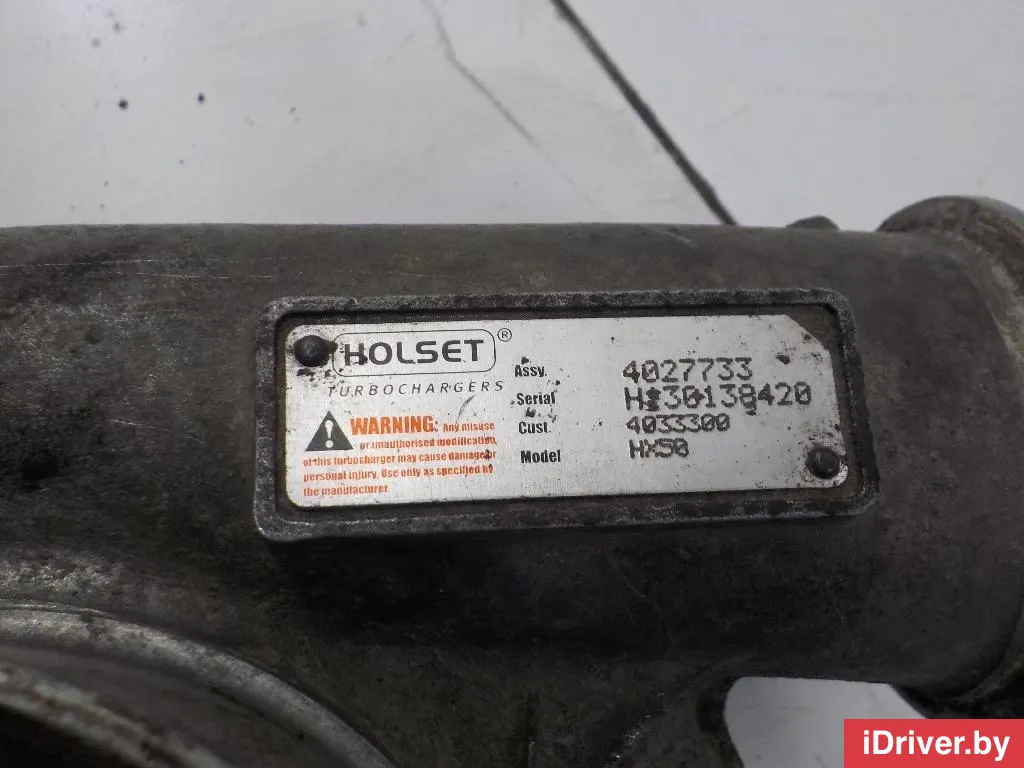 HOLSET®
TURBOCHARGERS
WARNING: Any misuse
or unauthorised modification,
of this turbocharger may cause damage or
personal injury. Use only as specified by
the manufacturer.
Assy. 4027733
Serial
Cust. 4033300
Model HX50
iDriver.by